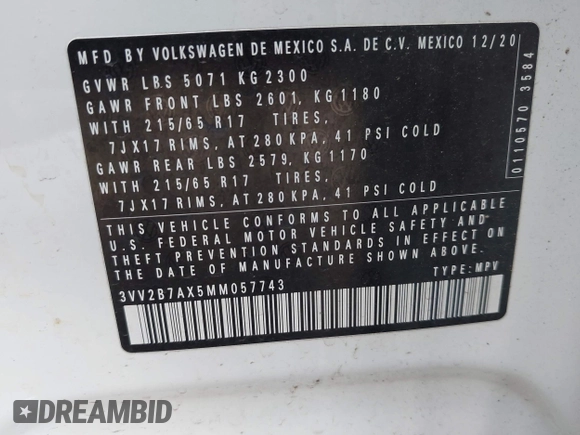 MFD BY VOLKSWAGEN DE MEXICO S.A. DE C.V. MEXICO 12/20
GVWR LBS 5071 KG 2300
GAWR FRONT LBS 2601, KG 1180
WITH 215/65 R17 TIRES,
7JX17 RIMS, AT 280 KPA, 41 PSI COLD
GAWR REAR LBS 2579, KG 1170
WITH 215/65 R17 TIRES,
7JX17 RIMS, AT 280 KPA, 41 PSI COLD
THIS VEHICLE CONFORMS TO ALL APPLICABLE
U.S. FEDERAL MOTOR VEHICLE SAFETY AND
THEFT PREVENTION STANDARDS IN EFFECT ON
THE DATE OF MANUFACTURE SHOWN ABOVE.
3VV2B7AX5MM057743
TYPE: MPV
0110570 3584
DREAMBID